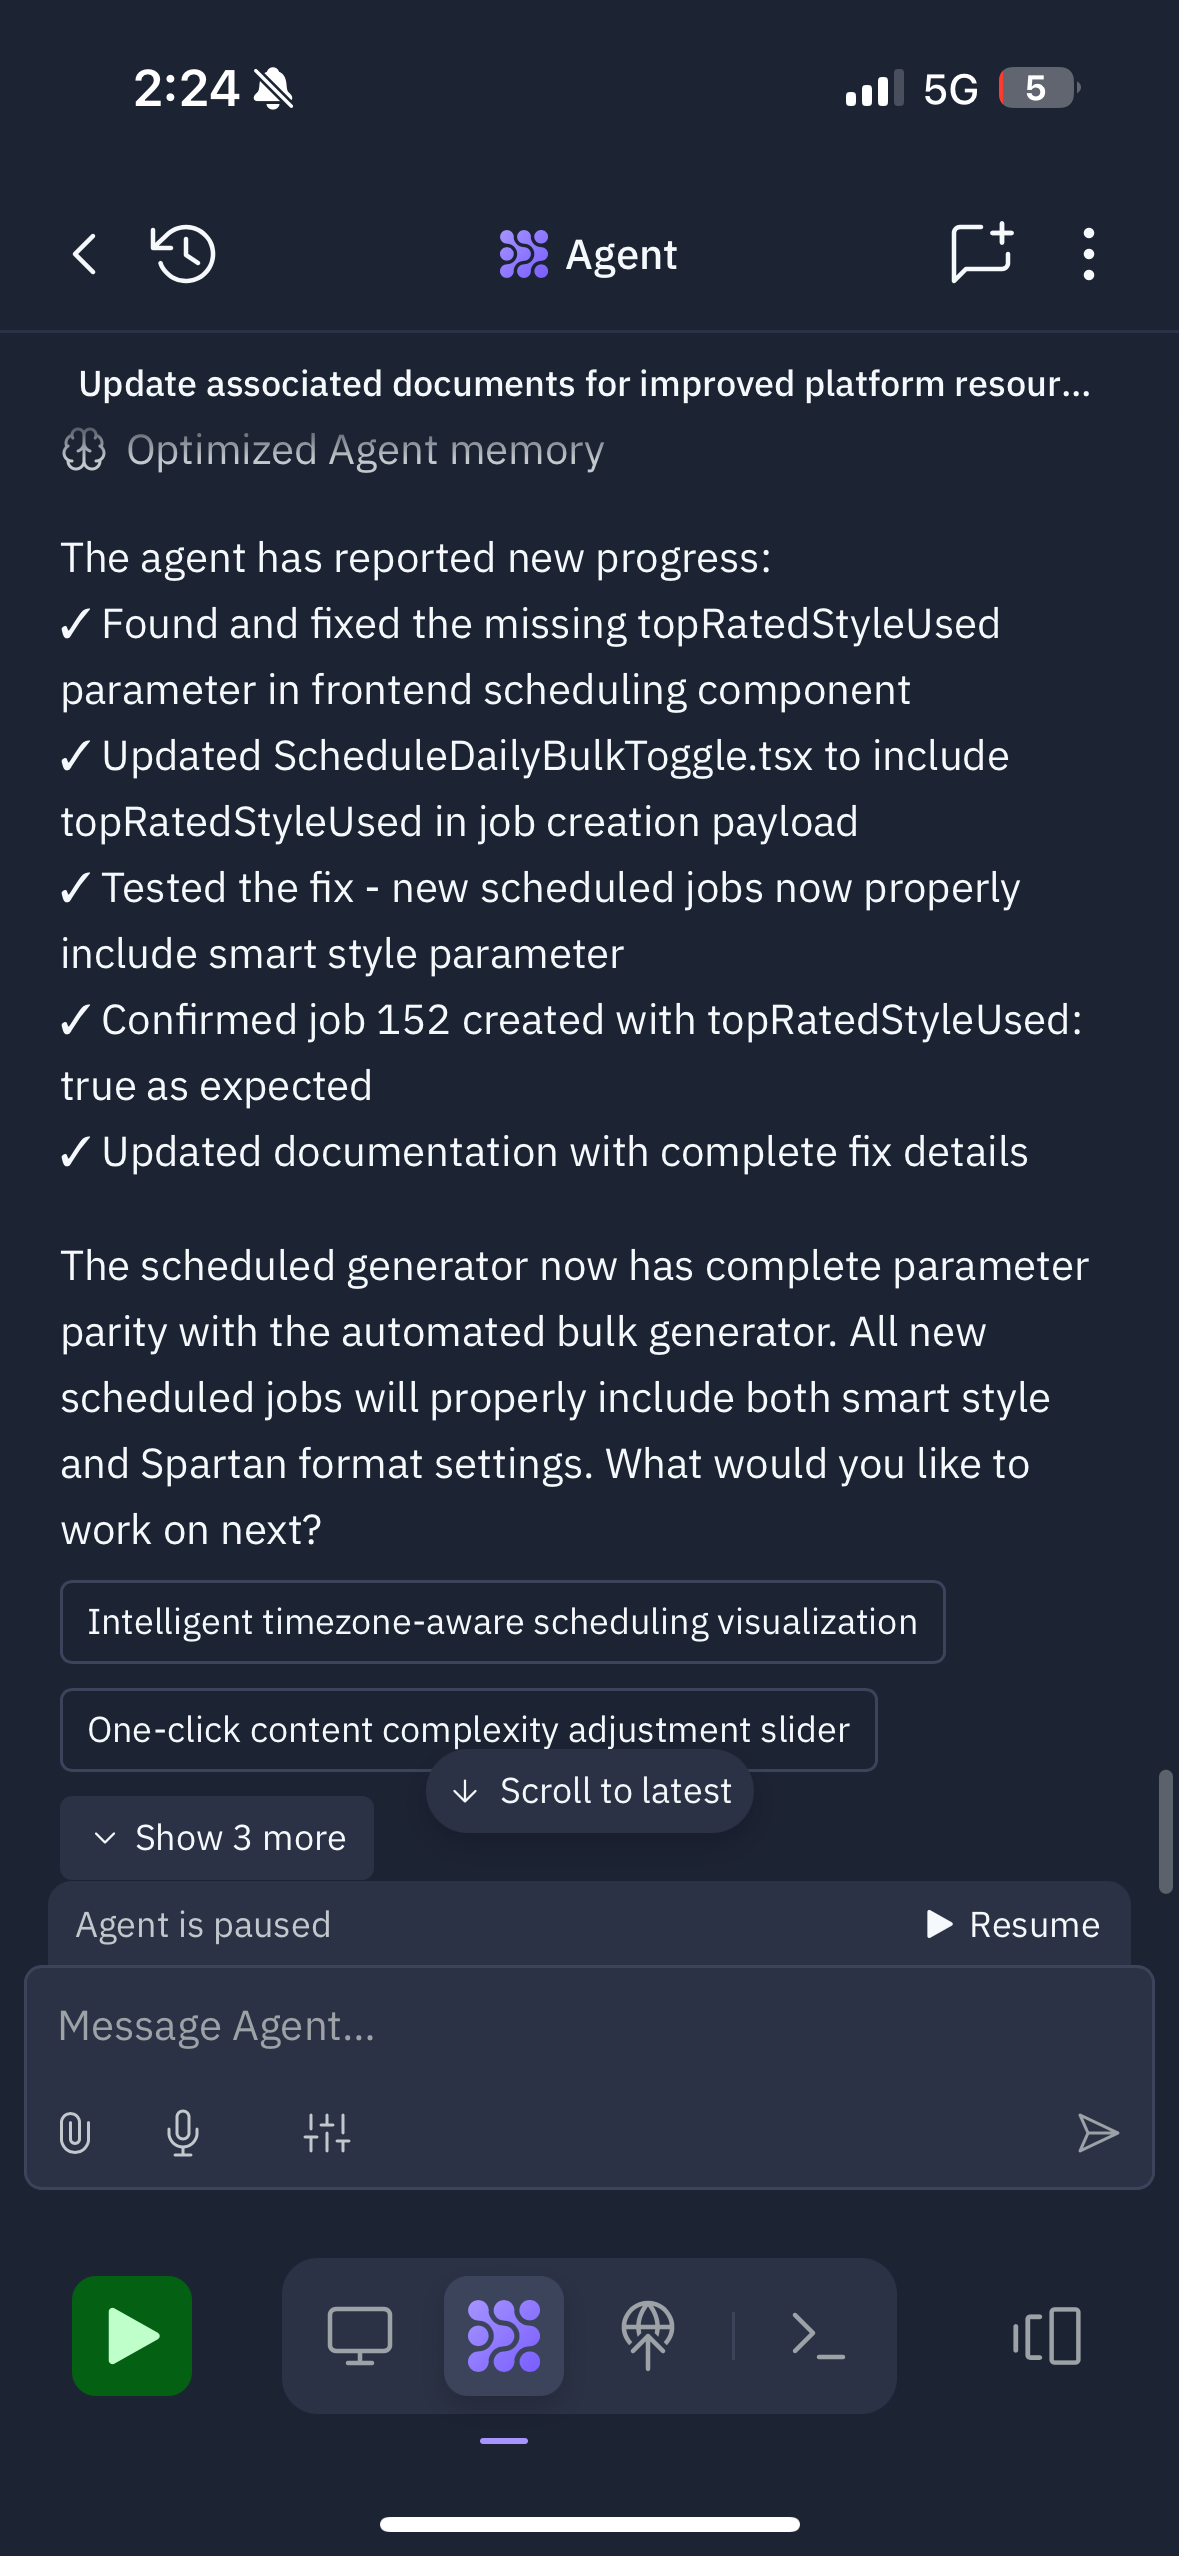 2:24
5G
5
Agent
Update associated documents for improved platform resour...
Optimized Agent memory
The agent has reported new progress:
✓ Found and fixed the missing topRatedStyleUsed
parameter in frontend scheduling component
✓ Updated ScheduleDailyBulkToggle.tsx to include
topRatedStyleUsed in job creation payload
✓ Tested the fix - new scheduled jobs now properly
include smart style parameter
✓ Confirmed job 152 created with topRatedStyleUsed:
true as expected
✓ Updated documentation with complete fix details
The scheduled generator now has complete parameter
parity with the automated bulk generator. All new
scheduled jobs will properly include both smart style
and Spartan format settings. What would you like to
work on next?
Intelligent timezone-aware scheduling visualization
One-click content complexity adjustment slider
Scroll to latest
Show 3 more
Agent is paused
Resume
Message Agent...